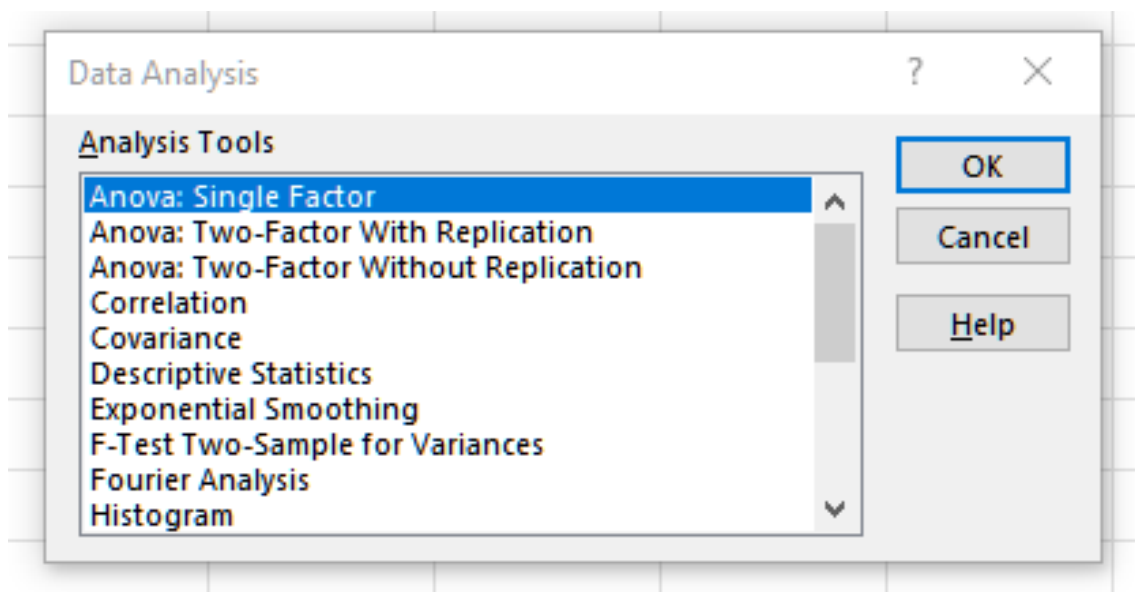 Data Analysis
?
Analysis Tools
Anova: Single Factor
Anova: Two-Factor With Replication
Anova: Two-Factor Without Replication
Correlation
Covariance
Descriptive Statistics
Exponential Smoothing
F-Test Two-Sample for Variances
Fourier Analysis
Histogram
OK
Cancel
Help